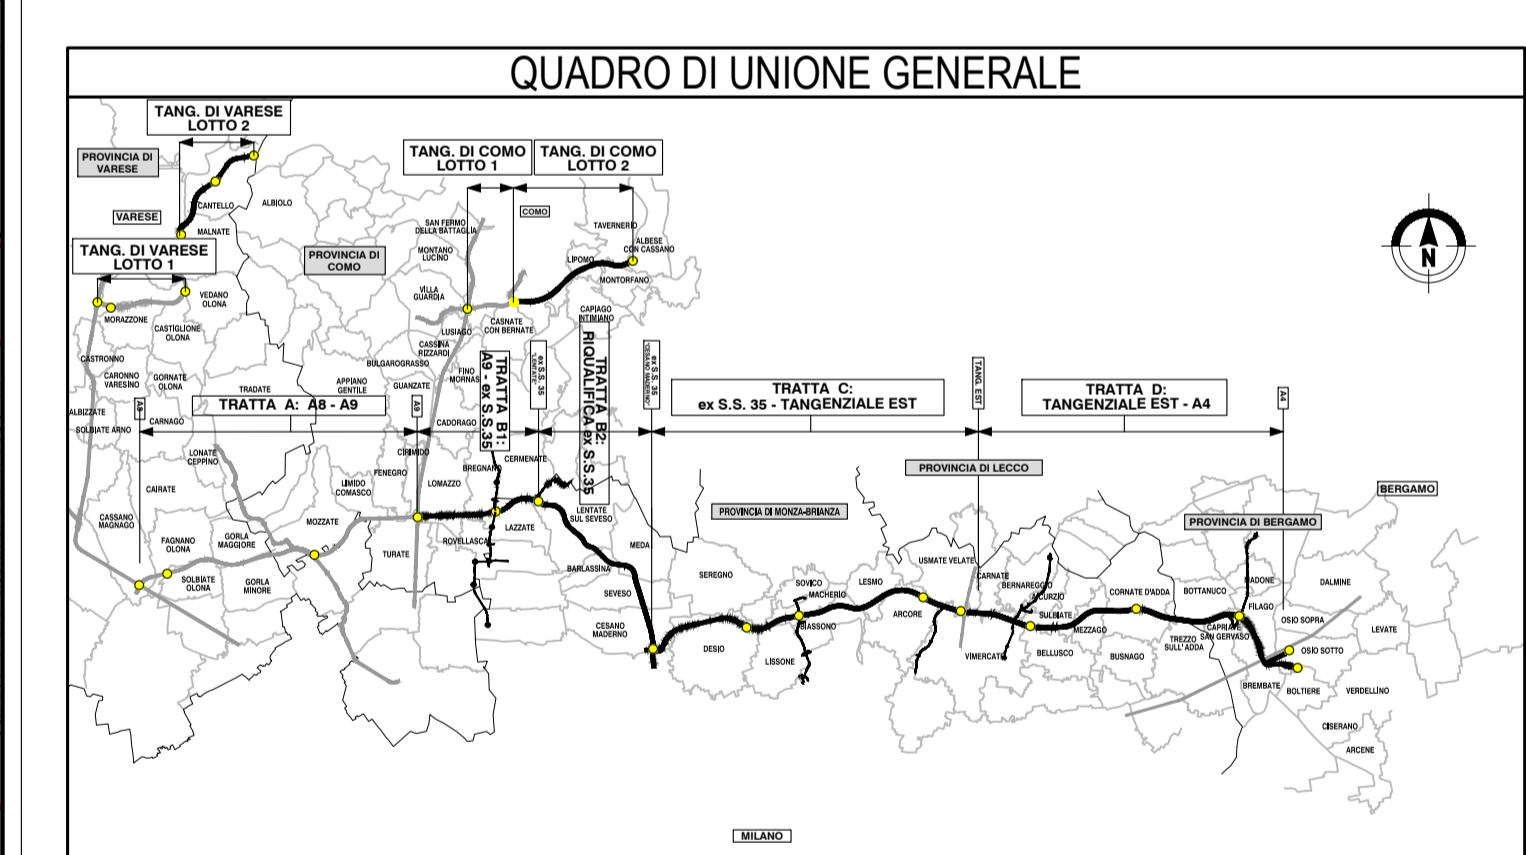 QUADRO DI UNIONE GENERALE
TANG. DI VARESE
LOTTO 2
PROVINCIA DI
VARESE
TANG. DI COMO
LOTTO 1
TANG. DI COMO
LOTTO 2
CANTELLO
ALBIOLO
VARESE
MALNATE
COMO
SAN FERMO
DELLA BATTAGLIA
TAVERNERIO
ALBESE
CON CASSANO
TANG. DI VARESE
LOTTO 1
PROVINCIA DI
COMO
MONTANO
LUCINO
LIPOMO
MONTORFANO
N
VEDANO
OLONA
VILLA
GUARDIA
MORAZZONE
CASTIGLIONE
OLONA
LUSIAGO
CASNATE
CON BERNATE
CAPIAGO
INTIMIANO
CASTRONNO
CASSINA
RIZZARDI
BULGAROGRASSO
CARONNO
VARESINO
GORNATE
OLONA
TRADATE
APPIANO
GENTILE
GUANZATE
FINO
MORNAS
TRATTA B1:
A9 - ex S.S.35
ex S.S. 35
"LENTATE"
TRATTA B2:
RIQUALIFICA ex S.S.35
ex S.S. 35
"CESANO MADERNO"
TANG. EST
A4
A8
TRATTA A: A8 - A9
A9
TRATTA C:
ex S.S. 35 - TANGENZIALE EST
TRATTA D:
TANGENZIALE EST - A4
ALBIZZATE
SOLBIATE ARNO
CARNAGO
CADORAGO
LONATE
CEPPINO
CIRIMIDO
CERMENATE
BREGNANO
FENEGRO
LIMIDO
COMASCO
LOMAZZO
PROVINCIA DI LECCO
BERGAMO
CAIRATE
CASSANO
MAGNAGO
MOZZATE
LAZZATE
LENTATE
SUL SEVESO
PROVINCIA DI MONZA-BRIANZA
PROVINCIA DI BERGAMO
FAGNANO
OLONA
GORLA
MAGGIORE
TURATE
ROVELLASCA
MEDA
SOLBIATE
OLONA
GORLA
MINORE
BARLASSINA
SEVESO
SEREGNO
SOVICO
MACHERIO
LESMO
USMATE VELATE
CARNATE
BERNAREGGIO
AICURZIO
CORNATE D'ADDA
BOTTANUCO
MADONE
DALMINE
CESANO
MADERNO
BIASSONO
ARCORE
SULBIATE
MEZZAGO
FILAGO
CAPRIATE
SAN GERVASO
OSIO SOPRA
LEVATE
DESIO
LISSONE
VIMERCATE
BELLUSCO
BUSNAGO
TREZZO
SULL'ADDA
OSIO SOTTO
BREMBATE
BOLTIERE
VERDELLINO
CISERANO
ARCENE
MILANO